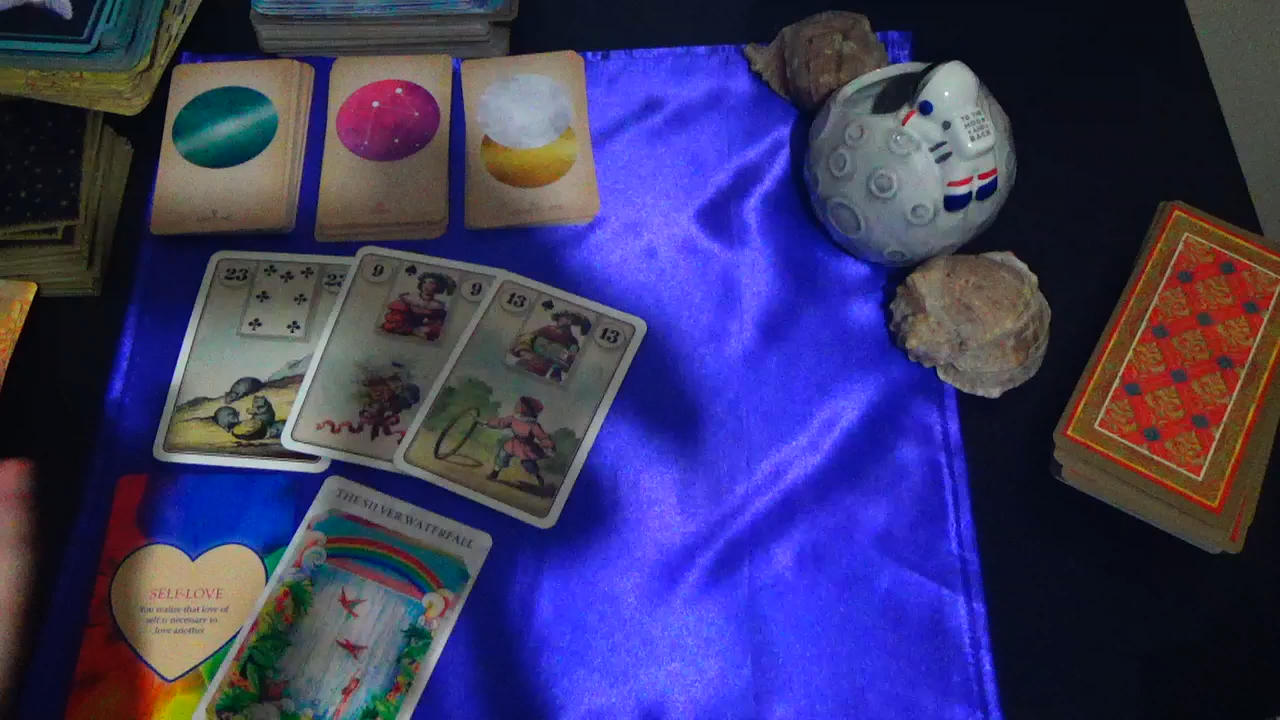 TO THE
MOON
AND
BACK
23
23
9
9
13
13
THE SILVER WATERFALL
SELF-LOVE
You realize that love of
self is necessary to
love another